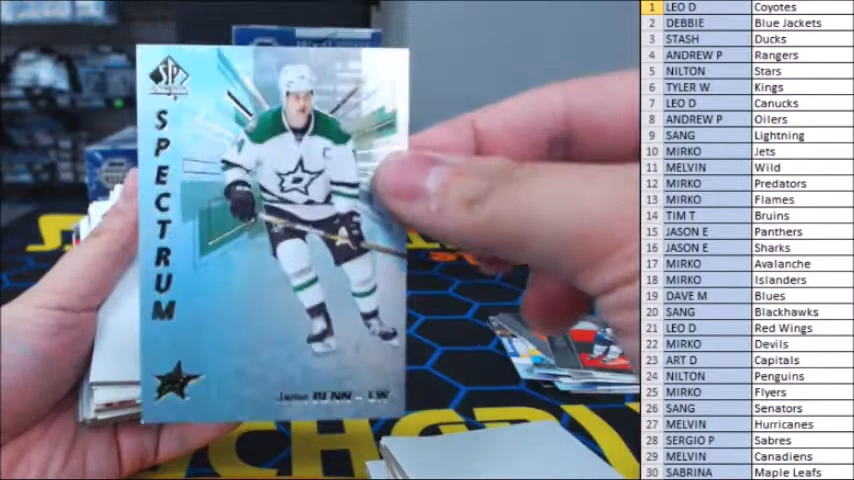 SP
AUTHENTIC
SPECTRUM
C
Jamie BENN - LW
1 LEO D Coyotes
2 DEBBIE Blue Jackets
3 STASH Ducks
4 ANDREW P Rangers
5 NILTON Stars
6 TYLER W Kings
7 LEO D Canucks
8 ANDREW P Oilers
9 SANG Lightning
10 MIRKO Jets
11 MELVIN Wild
12 MIRKO Predators
13 MIRKO Flames
14 TIM T Bruins
15 JASON E Panthers
16 JASON E Sharks
17 MIRKO Avalanche
18 MIRKO Islanders
19 DAVE M Blues
20 SANG Blackhawks
21 LEO D Red Wings
22 MIRKO Devils
23 ART D Capitals
24 NILTON Penguins
25 MIRKO Flyers
26 SANG Senators
27 MELVIN Hurricanes
28 SERGIO P Sabres
29 MELVIN Canadiens
30 SABRINA Maple Leafs